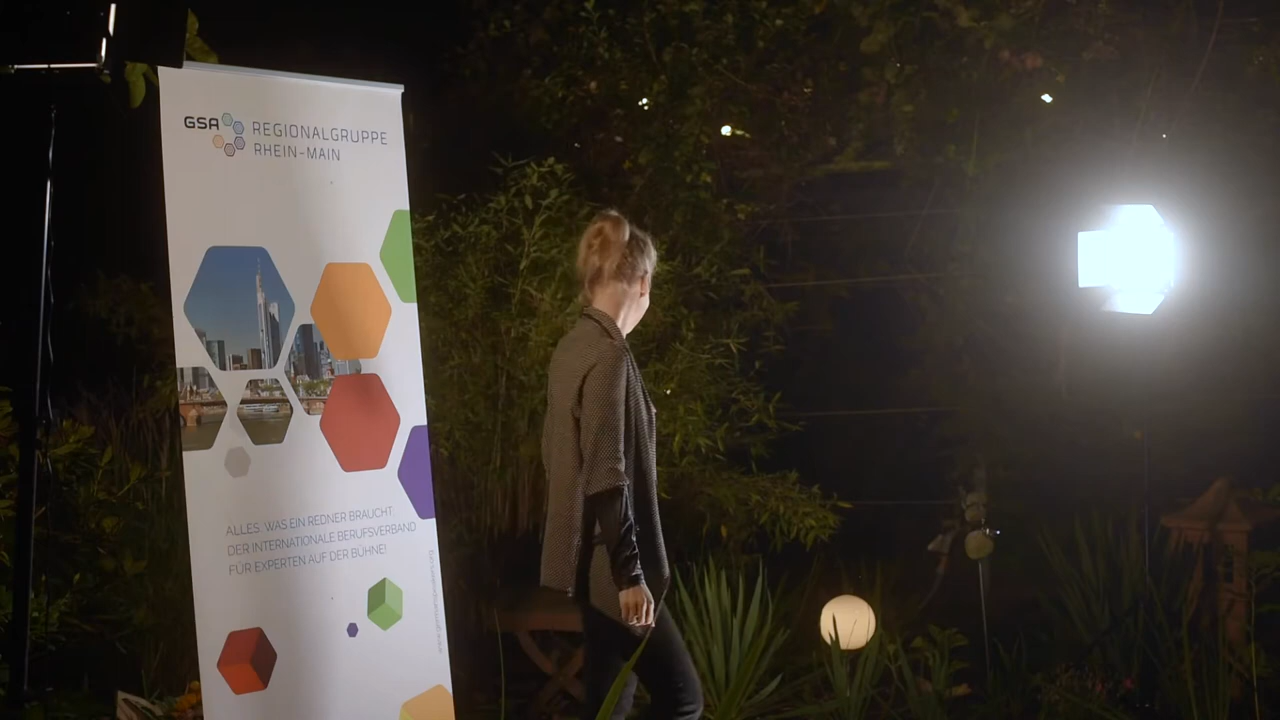 GSA REGIONALGRUPPE
RHEIN-MAIN
ALLES, WAS EIN REDNER BRAUCHT.
DER INTERNATIONALE BERUFSVERBAND
FÜR EXPERTEN AUF DER BÜHNE!